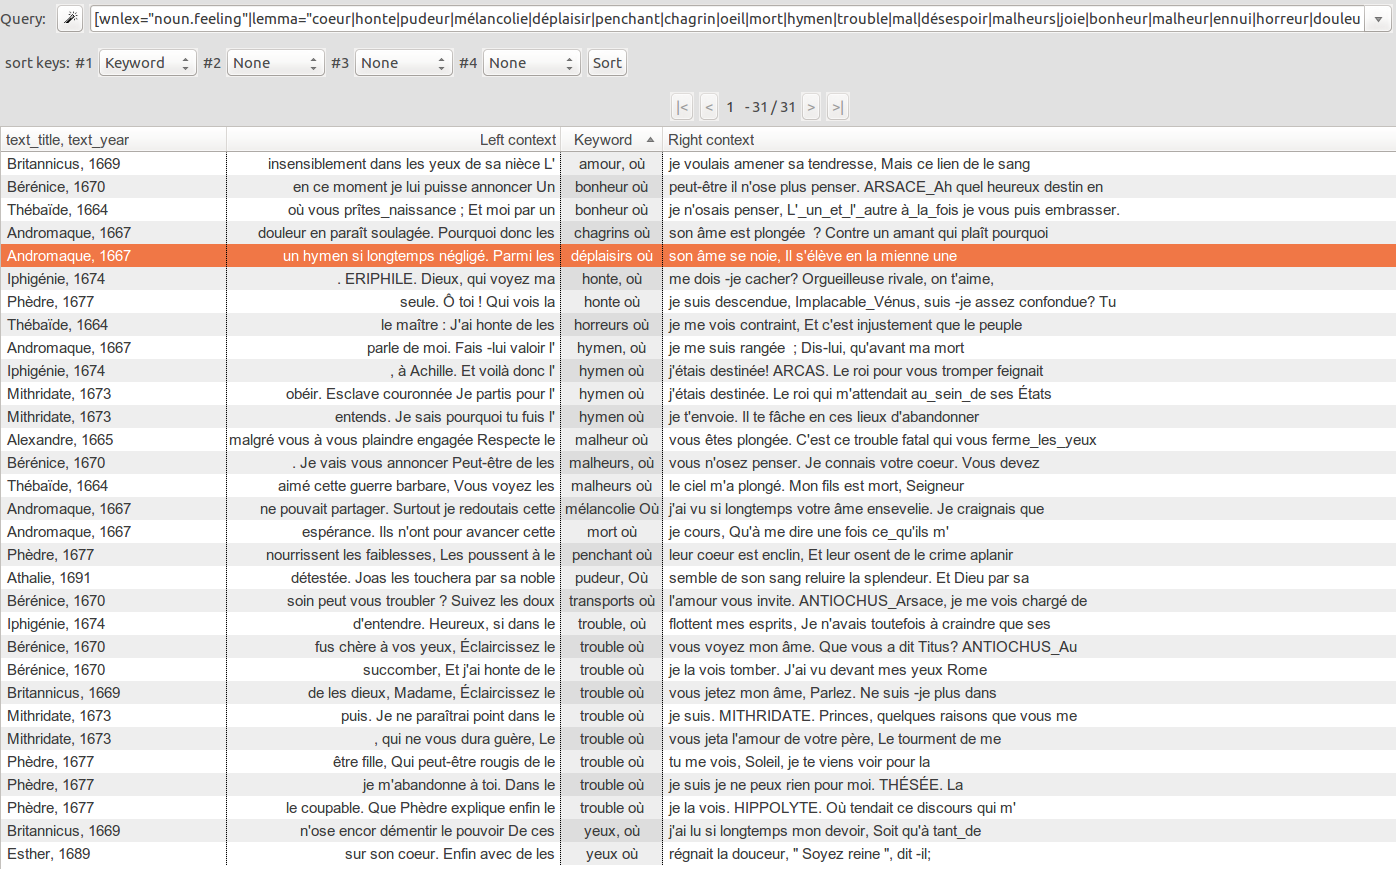 Query: [wnlex="noun.feeling"|lemma="coeur|honte|pudeur|mélancolie|déplaisir|penchant|chagrin|oeil|mort|hymen|trouble|mal|désespoir|malheurs|joie|bonheur|malheur|ennui|horreur|douleu
sort keys: #1 Keyword #2 None #3 None #4 None Sort
|< < 1 - 31 / 31 > >|
text_title, text_year Left context Keyword Right context
Britannicus, 1669 insensiblement dans les yeux de sa nièce L' amour, où je voulais amener sa tendresse, Mais ce lien de le sang
Bérénice, 1670 en ce moment je lui puisse annoncer Un bonheur où peut-être il n'ose plus penser. ARSACE_Ah quel heureux destin en
Thébaïde, 1664 où vous prîtes_naissance ; Et moi par un bonheur où je n'osais penser, L'_un_et_l'_autre à_la_fois je vous puis embrasser.
Andromaque, 1667 douleur en paraît soulagée. Pourquoi donc les chagrins où son âme est plongée ? Contre un amant qui plaît pourquoi
Andromaque, 1667 un hymen si longtemps négligé. Parmi les déplaisirs où son âme se noie, Il s'élève en la mienne une
Iphigénie, 1674 . ERIPHILE. Dieux, qui voyez ma honte, où me dois -je cacher? Orgueilleuse rivale, on t'aime,
Phèdre, 1677 seule. Ô toi ! Qui vois la honte où je suis descendue, Implacable_Vénus, suis -je assez confondue? Tu
Thébaïde, 1664 le maître : J'ai honte de les horreurs où je me vois contraint, Et c'est injustement que le peuple
Andromaque, 1667 parle de moi. Fais -lui valoir l' hymen, où je me suis rangée ; Dis-lui, qu'avant ma mort
Iphigénie, 1674 , à Achille. Et voilà donc l' hymen où j'étais destinée! ARCAS. Le roi pour vous tromper feignait
Mithridate, 1673 obéir. Esclave couronnée Je partis pour l' hymen où j'étais destinée. Le roi qui m'attendait au_sein_de ses États
Mithridate, 1673 entends. Je sais pourquoi tu fuis l' hymen où je t'envoie. Il te fâche en ces lieux d'abandonner
Alexandre, 1665 malgré vous à vous plaindre engagée Respecte le malheur où vous êtes plongée. C'est ce trouble fatal qui vous ferme_les_yeux
Bérénice, 1670 . Je vais vous annoncer Peut-être de les malheurs, où vous n'osez penser. Je connais votre coeur. Vous devez
Thébaïde, 1664 aimé cette guerre barbare, Vous voyez les malheurs où le ciel m'a plongé. Mon fils est mort, Seigneur
Andromaque, 1667 ne pouvait partager. Surtout je redoutais cette mélancolie Où j'ai vu si longtemps votre âme ensevelie. Je craignais que
Andromaque, 1667 espérance. Ils n'ont pour avancer cette mort où je cours, Qu'à me dire une fois ce_qu'ils m'
Phèdre, 1677 nourrissent les faiblesses, Les poussent à le penchant où leur coeur est enclin, Et leur osent de le crime aplanir
Athalie, 1691 détestée. Joas les touchera par sa noble pudeur, Où semble de son sang reluire la splendeur. Et Dieu par sa
Bérénice, 1670 soin peut vous troubler ? Suivez les doux transports où l'amour vous invite. ANTIOCHUS_Arsace, je me vois chargé de
Iphigénie, 1674 d'entendre. Heureux, si dans le trouble, où flottent mes esprits, Je n'avais toutefois à craindre que ses
Bérénice, 1670 fus chère à vos yeux, Éclaircissez le trouble où vous voyez mon âme. Que vous a dit Titus? ANTIOCHUS_Au
Bérénice, 1670 succomber, Et j'ai honte de le trouble où je la vois tomber. J'ai vu devant mes yeux Rome
Britannicus, 1669 de les dieux, Madame, Éclaircissez le trouble où vous jetez mon âme, Parlez. Ne suis -je plus dans
Mithridate, 1673 puis. Je ne paraîtrai point dans le trouble où je suis. MITHRIDATE. Princes, quelques raisons que vous me
Mithridate, 1673 , qui ne vous dura guère, Le trouble où vous jeta l'amour de votre père, Le tourment de me
Phèdre, 1677 être fille, Qui peut-être rougis de le trouble où tu me vois, Soleil, je te viens voir pour la
Phèdre, 1677 je m'abandonne à toi. Dans le trouble où je suis je ne peux rien pour moi. THÉSÉE. La
Phèdre, 1677 le coupable. Que Phèdre explique enfin le trouble où je la vois. HIPPOLYTE. Où tendait ce discours qui m'
Britannicus, 1669 n'ose encor démentir le pouvoir De ces yeux, où j'ai lu si longtemps mon devoir, Soit qu'à tant_de
Esther, 1689 sur son coeur. Enfin avec de les yeux où régnait la douceur, " Soyez reine ", dit -il;